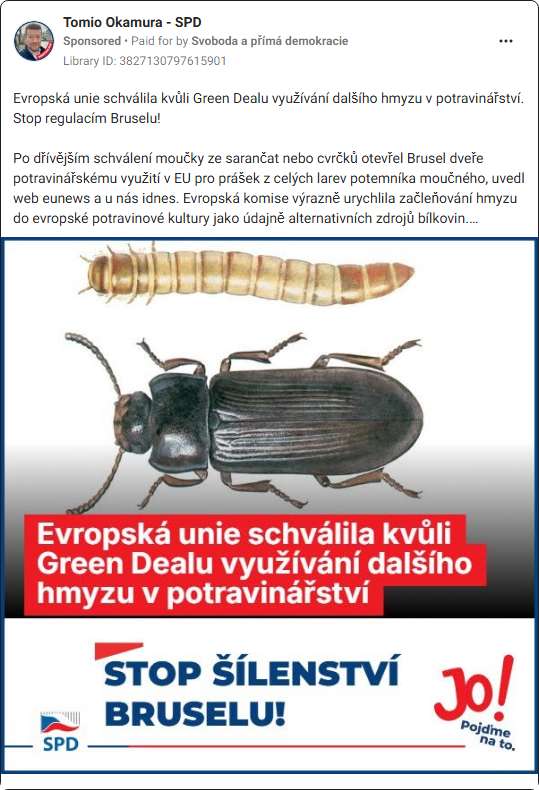 Tomio Okamura - SPD
Sponsored • Paid for by Svoboda a přímá demokracie
Library ID: 3827130797615901
Evropská unie schválila kvůli Green Dealu využívání dalšího hmyzu v potravinářství.
Stop regulacím Bruselu!
Po dřívějším schválení moučky ze sarančat nebo cvrčků otevřel Brusel dveře
potravinářskému využití v EU pro prášek z celých larev potemníka moučného, uvedl
web eunews a u nás idnes. Evropská komise výrazně urychlila začleňování hmyzu
do evropské potravinové kultury jako údajně alternativních zdrojů bílkovin....
Evropská unie schválila kvůli
Green Dealu využívání dalšího
hmyzu v potravinářství
STOP ŠÍLENSTVÍ
BRUSELU!
SPD
Jo!
Pojďme
na to.